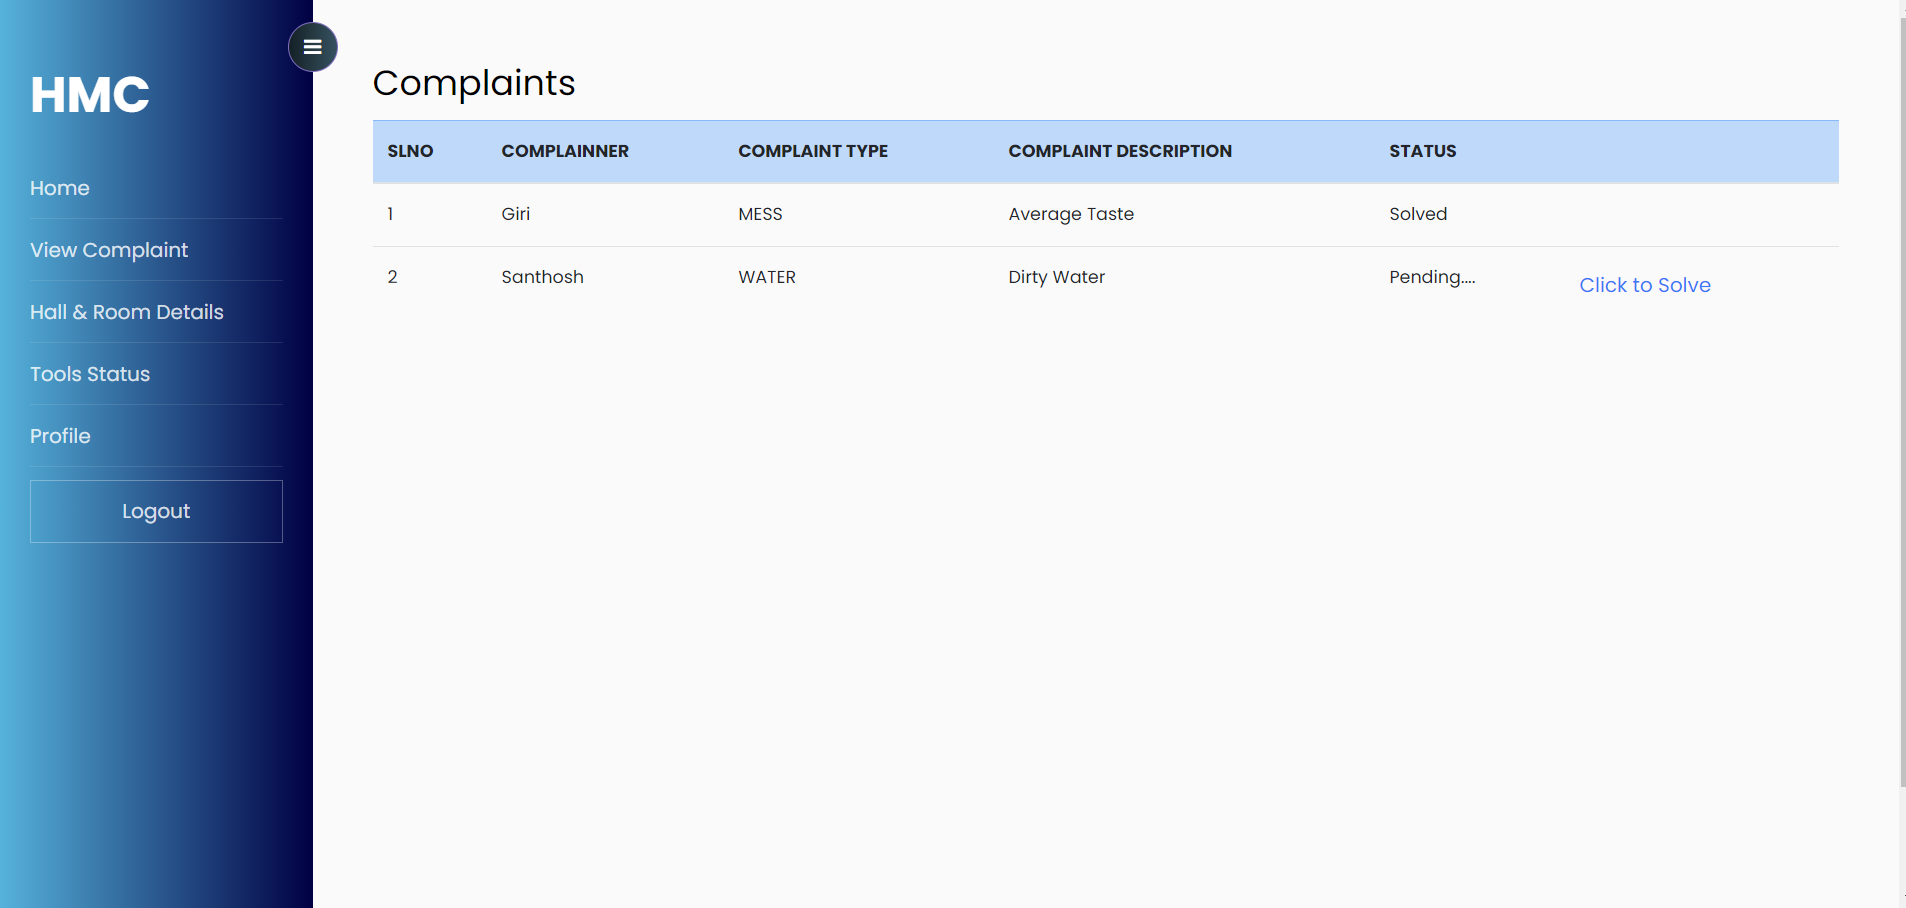 HMC
Home
View Complaint
Hall & Room Details
Tools Status
Profile
Logout
Complaints
SLNO COMPLAINNER COMPLAINT TYPE COMPLAINT DESCRIPTION STATUS
1 Giri MESS Average Taste Solved
2 Santhosh WATER Dirty Water Pending.... Click to Solve